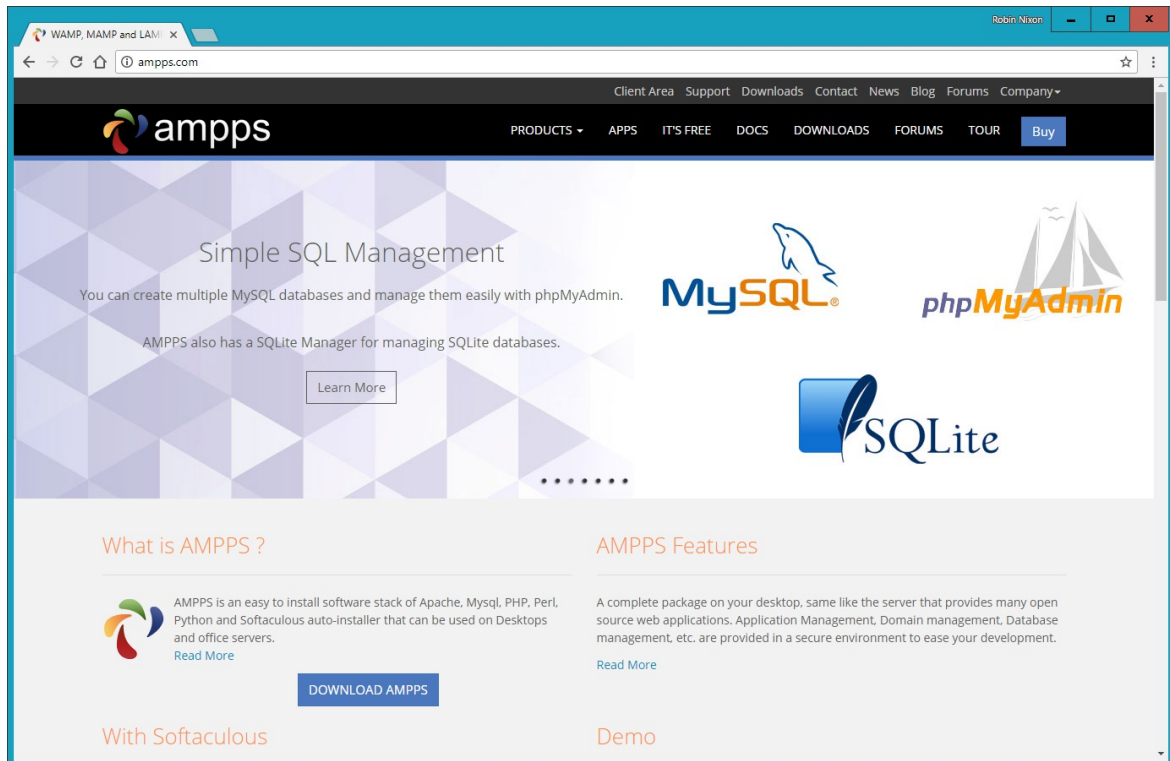 Robin Nixon
WAMP, MAMP and LAM
ampps.com
Client Area Support Downloads Contact News Blog Forums Company
ampps
PRODUCTS APPS IT'S FREE DOCS DOWNLOADS FORUMS TOUR Buy
Simple SQL Management
You can create multiple MySQL databases and manage them easily with phpMyAdmin.
AMPPS also has a SQLite Manager for managing SQLite databases.
Learn More
MySQL®
phpMyAdmin
SQLite
What is AMPPS ?
AMPPS is an easy to install software stack of Apache, Mysql, PHP, Perl,
Python and Softaculous auto-installer that can be used on Desktops
and office servers.
Read More
DOWNLOAD AMPPS
AMPPS Features
A complete package on your desktop, same like the server that provides many open
source web applications. Application Management, Domain management, Database
management, etc. are provided in a secure environment to ease your development.
Read More
With Softaculous
Demo